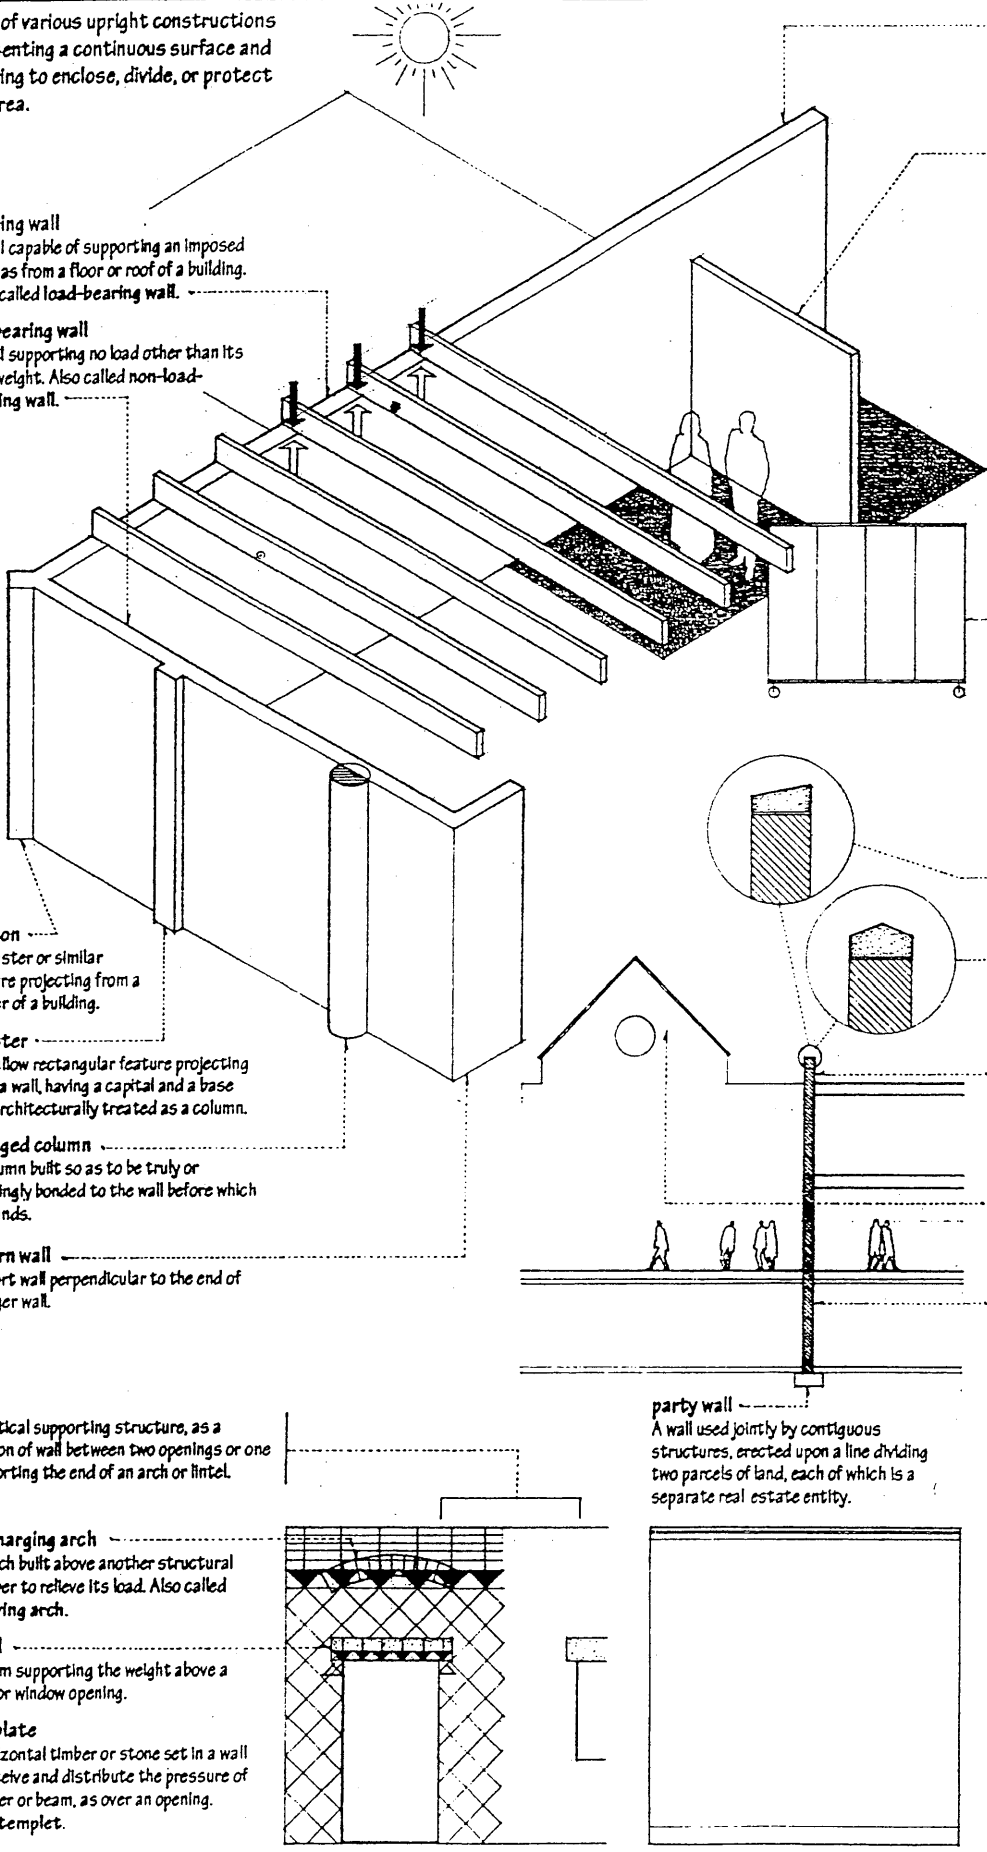 of various upright constructions
enting a continuous surface and
ing to enclose, divide, or protect
rea.
ing wall
l capable of supporting an imposed
as from a floor or roof of a building.
called load-bearing wall.
earing wall
l supporting no load other than its
weight. Also called non-load-
ing wall.
on
ster or similar
re projecting from a
er of a building.
ster
llow rectangular feature projecting
a wall, having a capital and a base
rchitecturally treated as a column.
ged column
umn built so as to be truly or
ingly bonded to the wall before which
nds.
rn wall
rt wall perpendicular to the end of
ger wall.
tical supporting structure, as a
on of wall between two openings or one
orting the end of an arch or lintel.
party wall
A wall used jointly by contiguous
structures, erected upon a line dividing
two parcels of land, each of which is a
separate real estate entity.
harging arch
ch built above another structural
er to relieve its load. Also called
ving arch.
l
m supporting the weight above a
or window opening.
plate
zontal timber or stone set in a wall
eive and distribute the pressure of
er or beam, as over an opening.
templet.